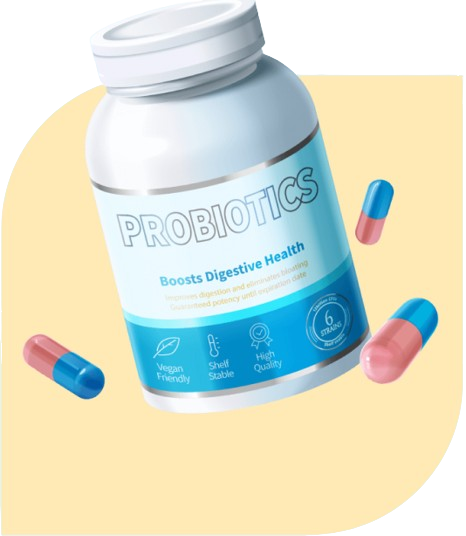 PROBIOTICS
Boosts Digestive Health
Improves digestion and eliminates bloating
Guaranteed potency until expiration date
Vegan
Friendly
Shelf
Stable
High
Quality
6
STRAINS